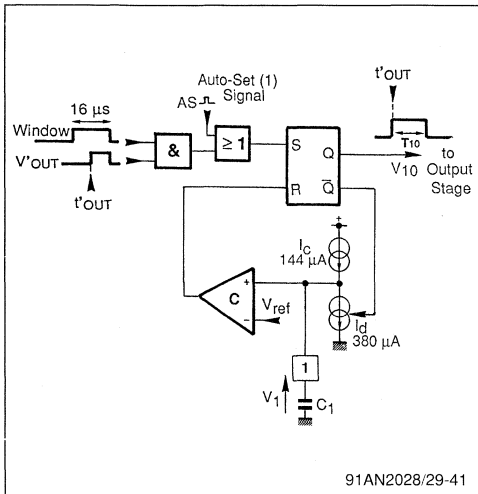 Auto-Set (1)
Signal
AS
16 µs
Window
V'OUT
t'OUT
&
≥ 1
S
Q
R
Q̅
t'OUT
T10
V10
to
Output
Stage
+
IC
144 µA
C
+
−
Vref
Id
380 µA
1
V1
C1
91AN2028/29-41